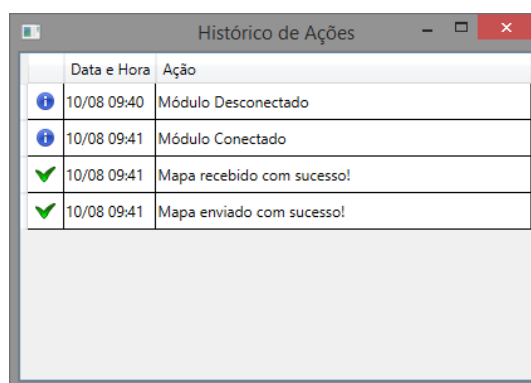 Histórico de Ações
Data e Hora Ação
10/08 09:40 Módulo Desconectado
10/08 09:41 Módulo Conectado
10/08 09:41 Mapa recebido com sucesso!
10/08 09:41 Mapa enviado com sucesso!